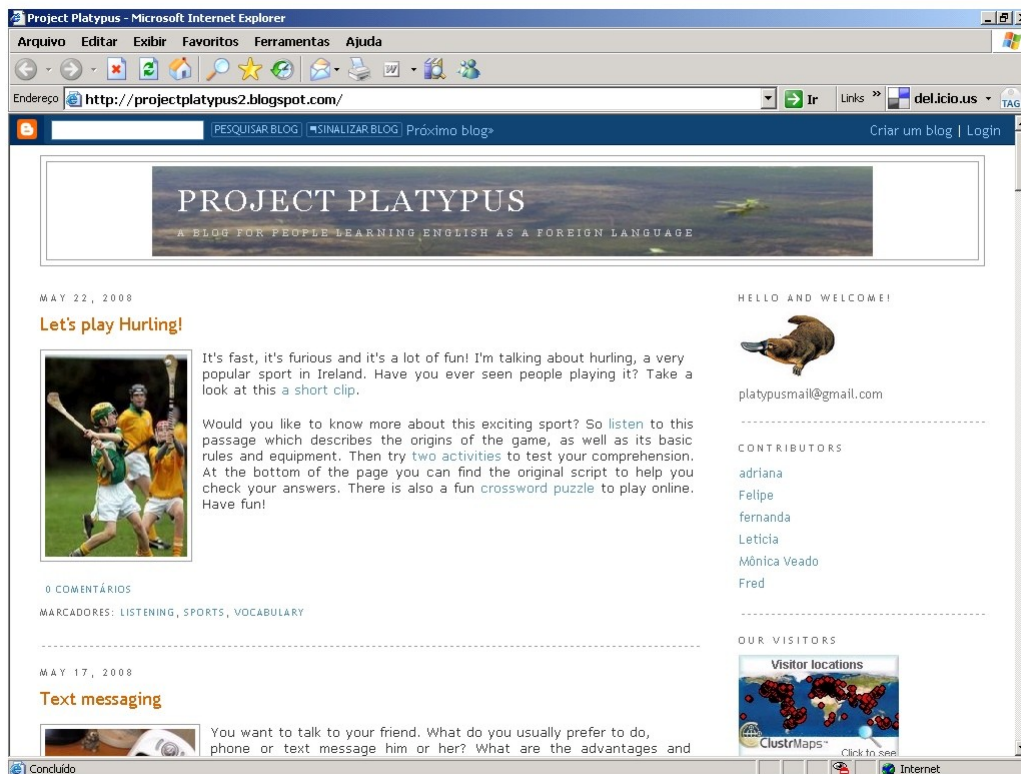 Project Platypus - Microsoft Internet Explorer
Arquivo Editar Exibir Favoritos Ferramentas Ajuda
Endereço http://projectplatypus2.blogspot.com/ Ir Links » del.icio.us TAG
PESQUISAR BLOG SINALIZAR BLOG Próximo blog» Criar um blog | Login
PROJECT PLATYPUS
A BLOG FOR PEOPLE LEARNING ENGLISH AS A FOREIGN LANGUAGE
MAY 22, 2008
Let's play Hurling!
It's fast, it's furious and it's a lot of fun! I'm talking about hurling, a very
popular sport in Ireland. Have you ever seen people playing it? Take a
look at this a short clip.
Would you like to know more about this exciting sport? So listen to this
passage which describes the origins of the game, as well as its basic
rules and equipment. Then try two activities to test your comprehension.
At the bottom of the page you can find the original script to help you
check your answers. There is also a fun crossword puzzle to play online.
Have fun!
0 COMENTÁRIOS
MARCADORES: LISTENING, SPORTS, VOCABULARY
MAY 17, 2008
Text messaging
You want to talk to your friend. What do you usually prefer to do,
phone or text message him or her? What are the advantages and
HELLO AND WELCOME!
platypusmail@gmail.com
CONTRIBUTORS
adriana
Felipe
fernanda
Leticia
Mônica Veado
Fred
OUR VISITORS
Visitor locations
ClustrMaps™
Click to see
Concluído Internet